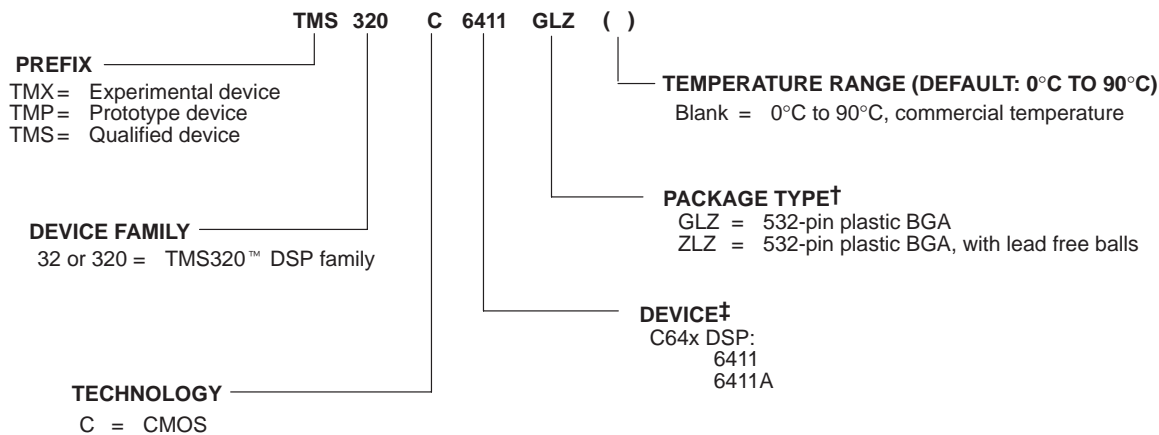 TMS 320 C 6411 GLZ ( )
PREFIX
TMX = Experimental device
TMP = Prototype device
TMS = Qualified device
TEMPERATURE RANGE (DEFAULT: 0°C TO 90°C)
Blank = 0°C to 90°C, commercial temperature
PACKAGE TYPE†
GLZ = 532-pin plastic BGA
ZLZ = 532-pin plastic BGA, with lead free balls
DEVICE FAMILY
32 or 320 = TMS320™ DSP family
DEVICE‡
C64x DSP:
6411
6411A
TECHNOLOGY
C = CMOS